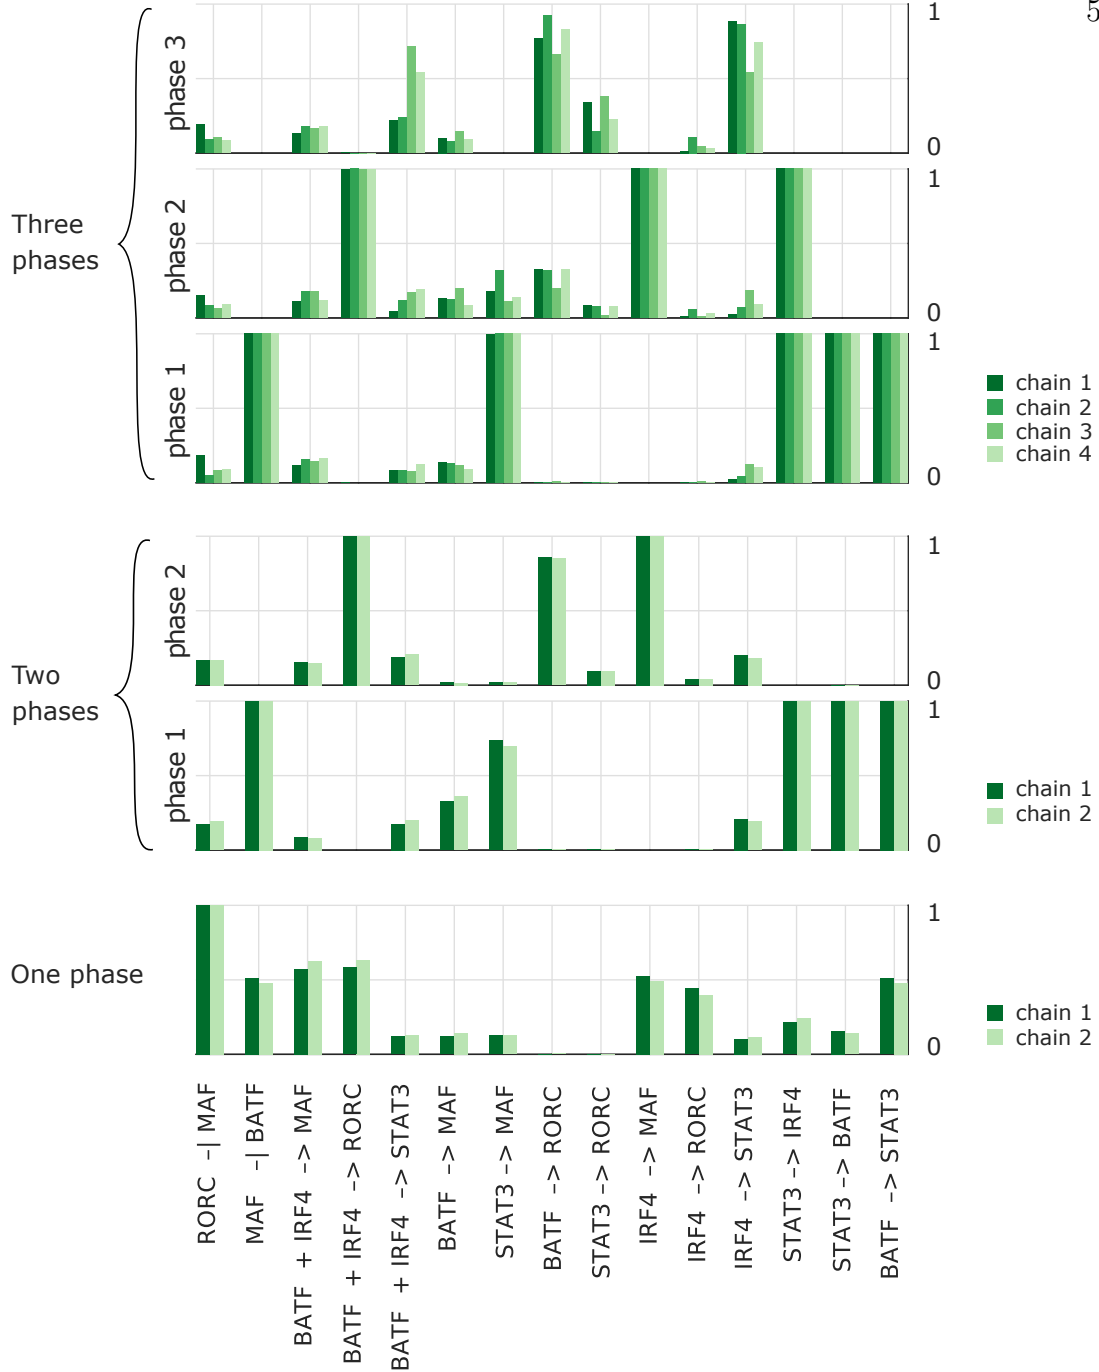 5
phase 3
1
0
Three
phases
phase 2
1
0
phase 1
1
0
chain 1
chain 2
chain 3
chain 4
Two
phases
phase 2
1
0
phase 1
1
0
chain 1
chain 2
One phase
1
0
chain 1
chain 2
RORC –| MAF
MAF –| BATF
BATF + IRF4 –> MAF
BATF + IRF4 –> RORC
BATF + IRF4 –> STAT3
BATF –> MAF
STAT3 –> MAF
BATF –> RORC
STAT3 –> RORC
IRF4 –> MAF
IRF4 –> RORC
IRF4 –> STAT3
STAT3 –> IRF4
STAT3 –> BATF
BATF –> STAT3